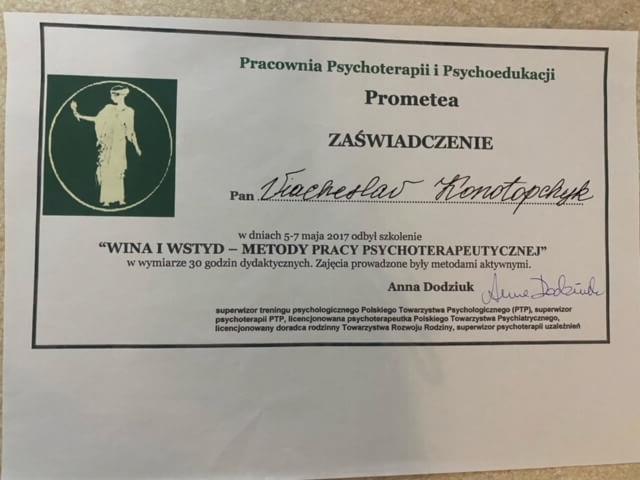 Pracownia Psychoterapii i Psychoedukacji
Prometea
ZAŚWIADCZENIE
Pan Viacheslav Konotopchyk
w dniach 5-7 maja 2017 odbył szkolenie
“WINA I WSTYD – METODY PRACY PSYCHOTERAPEUTYCZNEJ”
w wymiarze 30 godzin dydaktycznych. Zajęcia prowadzone były metodami aktywnymi.
Anna Dodziuk Anna Dodziuk
superwizor treningu psychologicznego Polskiego Towarzystwa Psychologicznego (PTP), superwizor
psychoterapii PTP, licencjonowana psychoterapeutka Polskiego Towarzystwa Psychiatrycznego,
licencjonowany doradca rodzinny Towarzystwa Rozwoju Rodziny, superwizor psychoterapii uzależnień